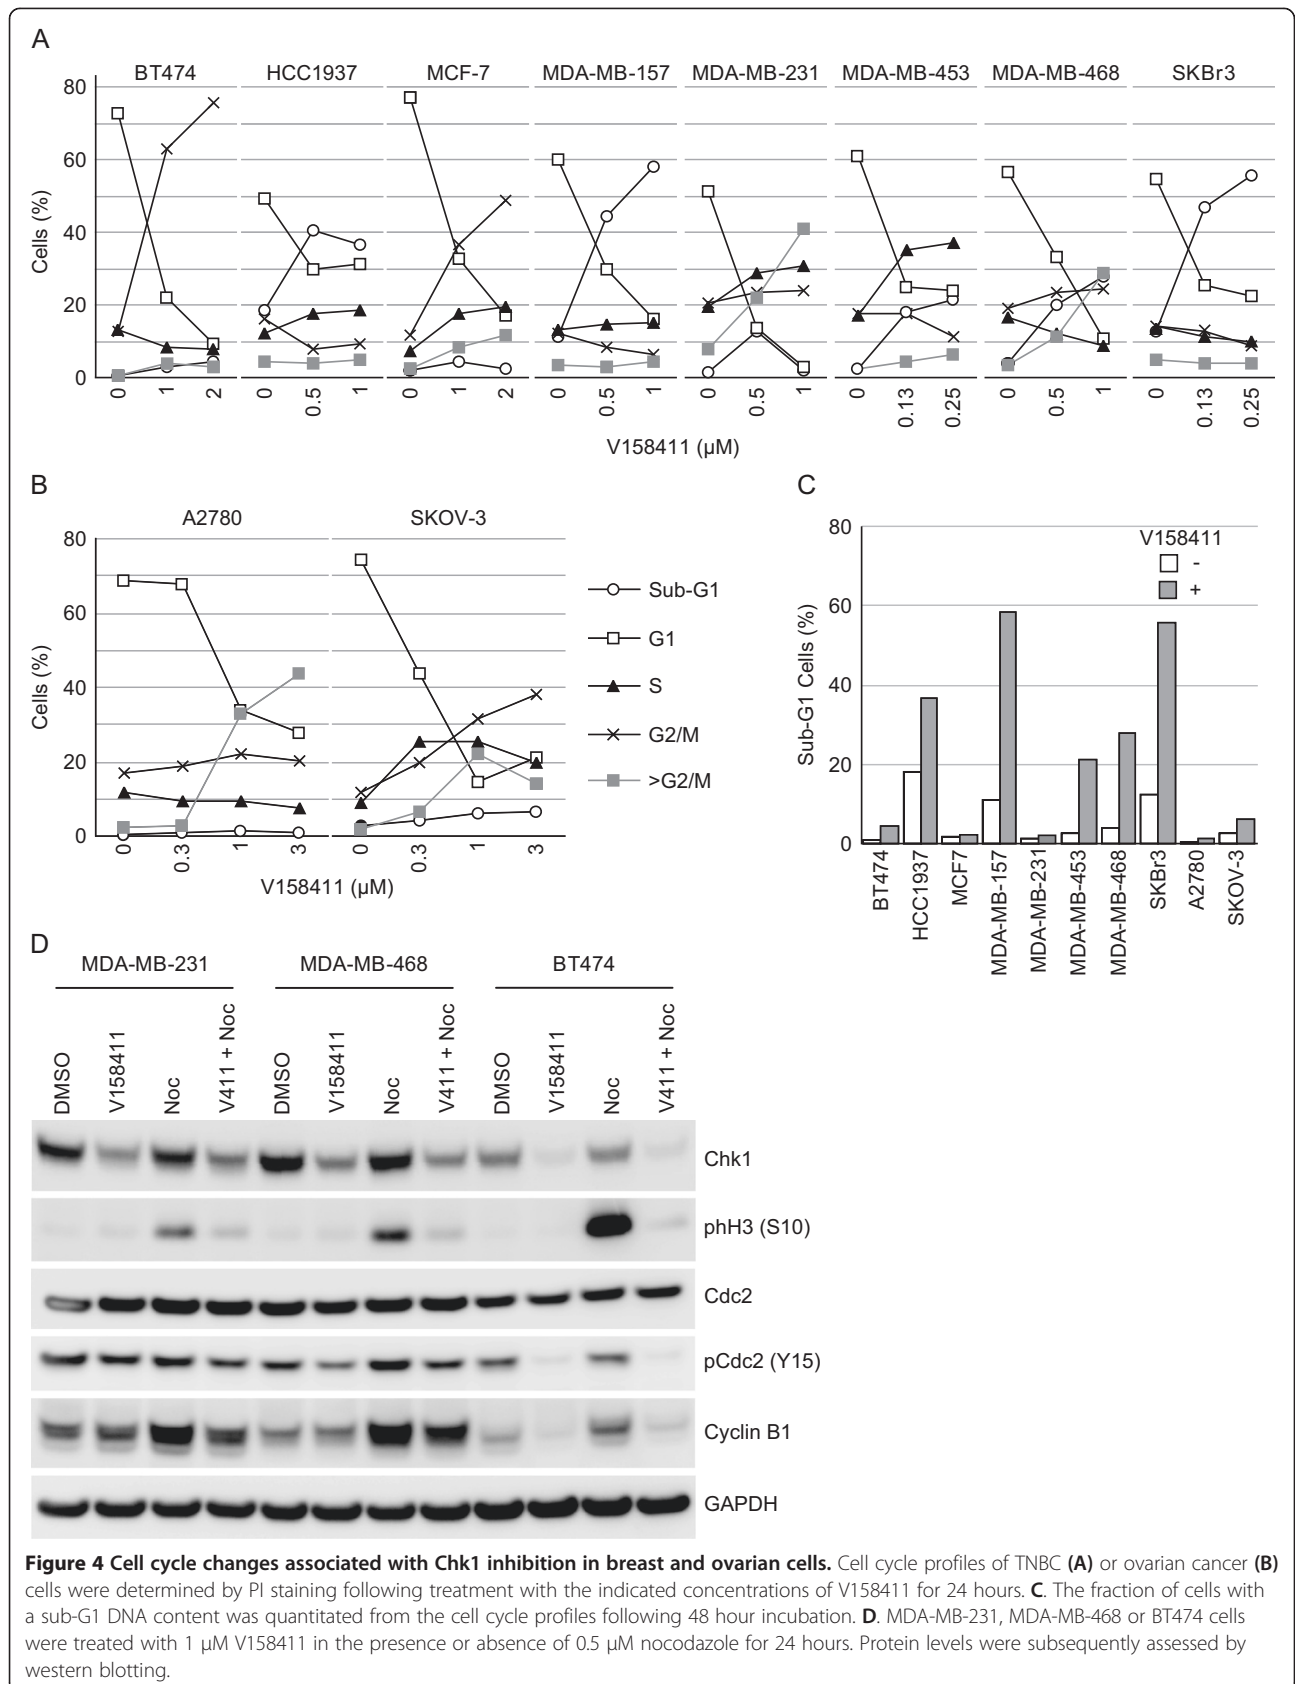 A
BT474 HCC1937 MCF-7 MDA-MB-157 MDA-MB-231 MDA-MB-453 MDA-MB-468 SKBr3
80
60
40
20
0
Cells (%)
0 1 2 0 0.5 1 0 1 2 0 0.5 1 0 0.5 1 0 0.13 0.25 0 0.5 1 0 0.13 0.25
V158411 (µM)
B
A2780 SKOV-3
80
60
40
20
0
Cells (%)
0 0.3 1 3 0 0.3 1 3
V158411 (µM)
Sub-G1
G1
S
G2/M
>G2/M
C
80
60
40
20
0
Sub-G1 Cells (%)
V158411
-
+
BT474 HCC1937 MCF7 MDA-MB-157 MDA-MB-231 MDA-MB-453 MDA-MB-468 SKBr3 A2780 SKOV-3
D
MDA-MB-231 MDA-MB-468 BT474
DMSO V158411 Noc V411 + Noc DMSO V158411 Noc V411 + Noc DMSO V158411 Noc V411 + Noc
Chk1
phH3 (S10)
Cdc2
pCdc2 (Y15)
Cyclin B1
GAPDH
Figure 4 Cell cycle changes associated with Chk1 inhibition in breast and ovarian cells. Cell cycle profiles of TNBC (A) or ovarian cancer (B)
cells were determined by PI staining following treatment with the indicated concentrations of V158411 for 24 hours. C. The fraction of cells with
a sub-G1 DNA content was quantitated from the cell cycle profiles following 48 hour incubation. D. MDA-MB-231, MDA-MB-468 or BT474 cells
were treated with 1 µM V158411 in the presence or absence of 0.5 µM nocodazole for 24 hours. Protein levels were subsequently assessed by
western blotting.